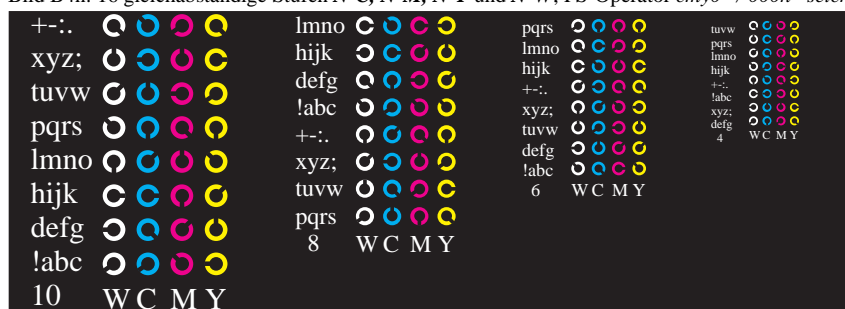 +-:.
xyz;
tuvw
pqrs
lmno
hijk
defg
!abc
10 W C M Y
lmno
hijk
defg
!abc
+-:.
xyz;
tuvw
pqrs
8 W C M Y
pqrs
lmno
hijk
+-:.
xyz;
tuvw
defg
!abc
6 W C M Y
tuvw
pqrs
lmno
hijk
+-:.
!abc
xyz;
defg
4 W C M Y